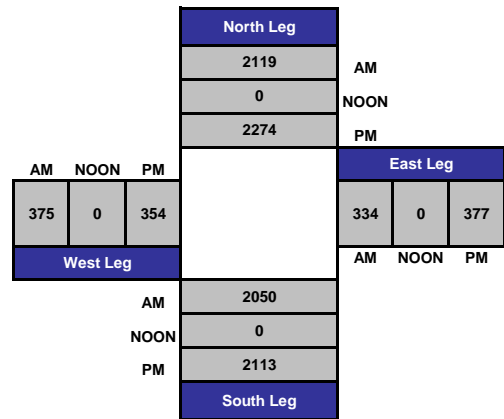 North Leg
2119 AM
0 NOON
2274 PM
AM NOON PM East Leg
375 0 354 334 0 377
West Leg AM NOON PM
AM 2050
NOON 0
PM 2113
South Leg